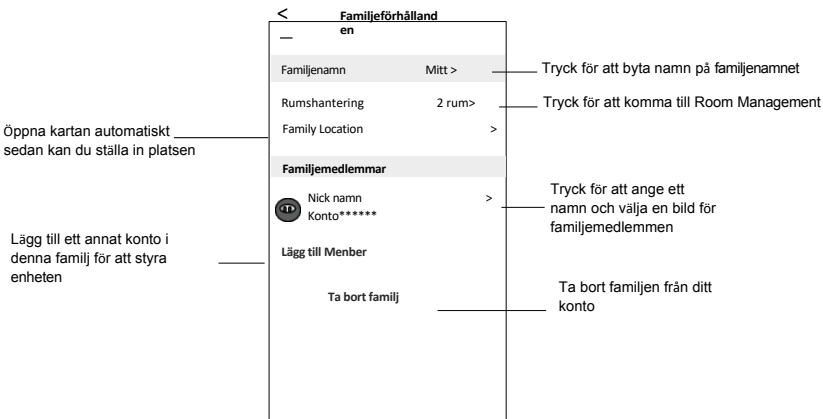 <
Familjeförhålland
en
Familjenamn Mitt >
Tryck för att byta namn på familjenamnet
Rumshantering 2 rum>
Tryck för att komma till Room Management
Family Location >
Öppna kartan automatiskt
sedan kan du ställa in platsen
Familjemedlemmar
Nick namn >
Konto******
Tryck för att ange ett
namn och välja en bild för
familjemedlemmen
Lägg till ett annat konto i
denna familj för att styra
enheten
Lägg till Menber
Ta bort familj
Ta bort familjen från ditt
konto